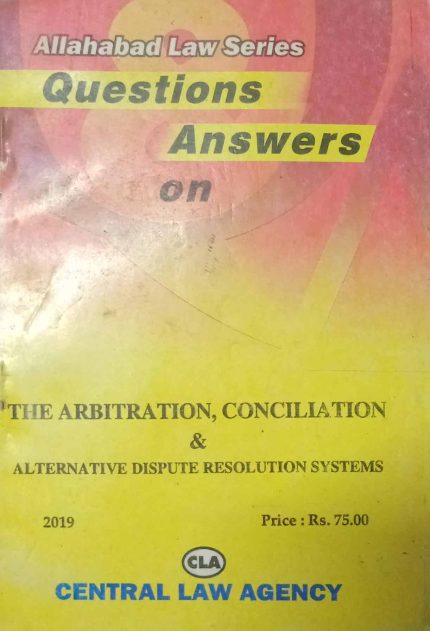 Allahabad Law Series
Questions
&
Answers
on
THE ARBITRATION, CONCILIATION
&
ALTERNATIVE DISPUTE RESOLUTION SYSTEMS
2019 Price : Rs. 75.00
CLA
CENTRAL LAW AGENCY